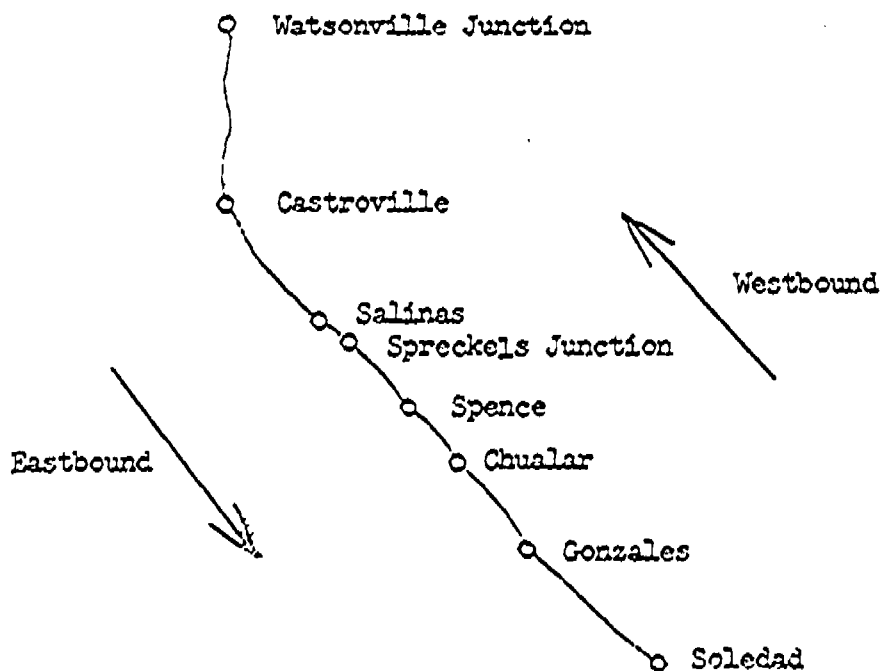 Watsonville Junction
Castroville
Westbound
Salinas
Spreckels Junction
Spence
Eastbound
Chualar
Gonzales
Soledad